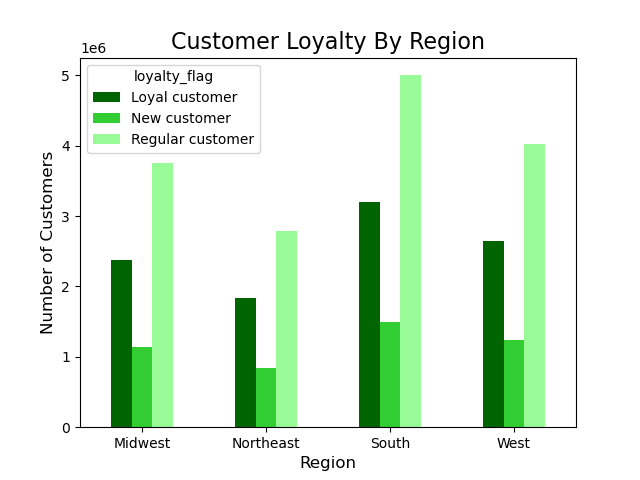 Customer Loyalty By Region
1e6
loyalty_flag
Loyal customer
New customer
Regular customer
5
4
3
2
1
0
Number of Customers
Midwest Northeast South West
Region